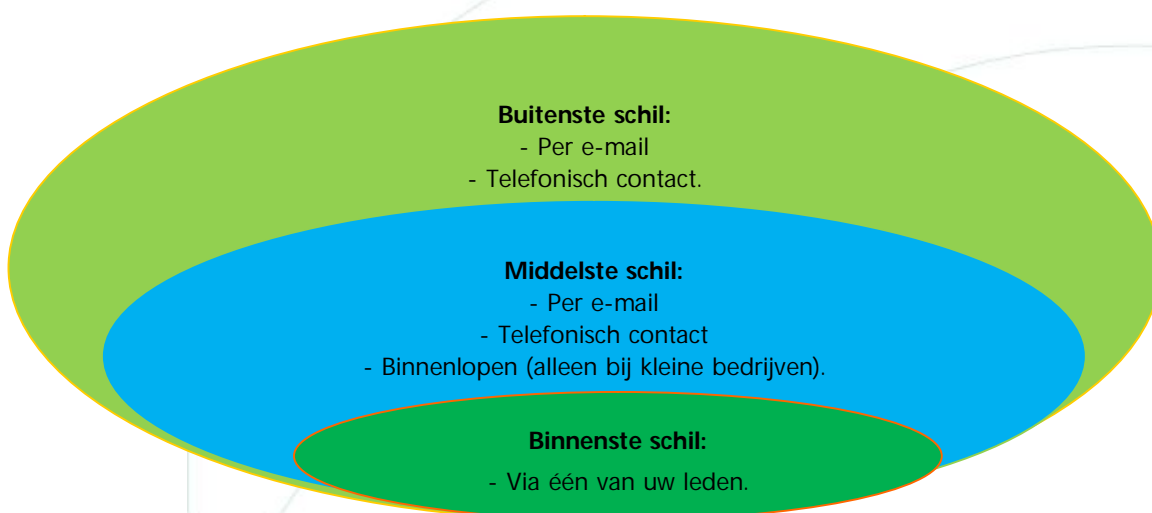 Buitenste schil:
- Per e-mail
- Telefonisch contact.
Middelste schil:
- Per e-mail
- Telefonisch contact
- Binnenlopen (alleen bij kleine bedrijven).
Binnenste schil:
- Via één van uw leden.